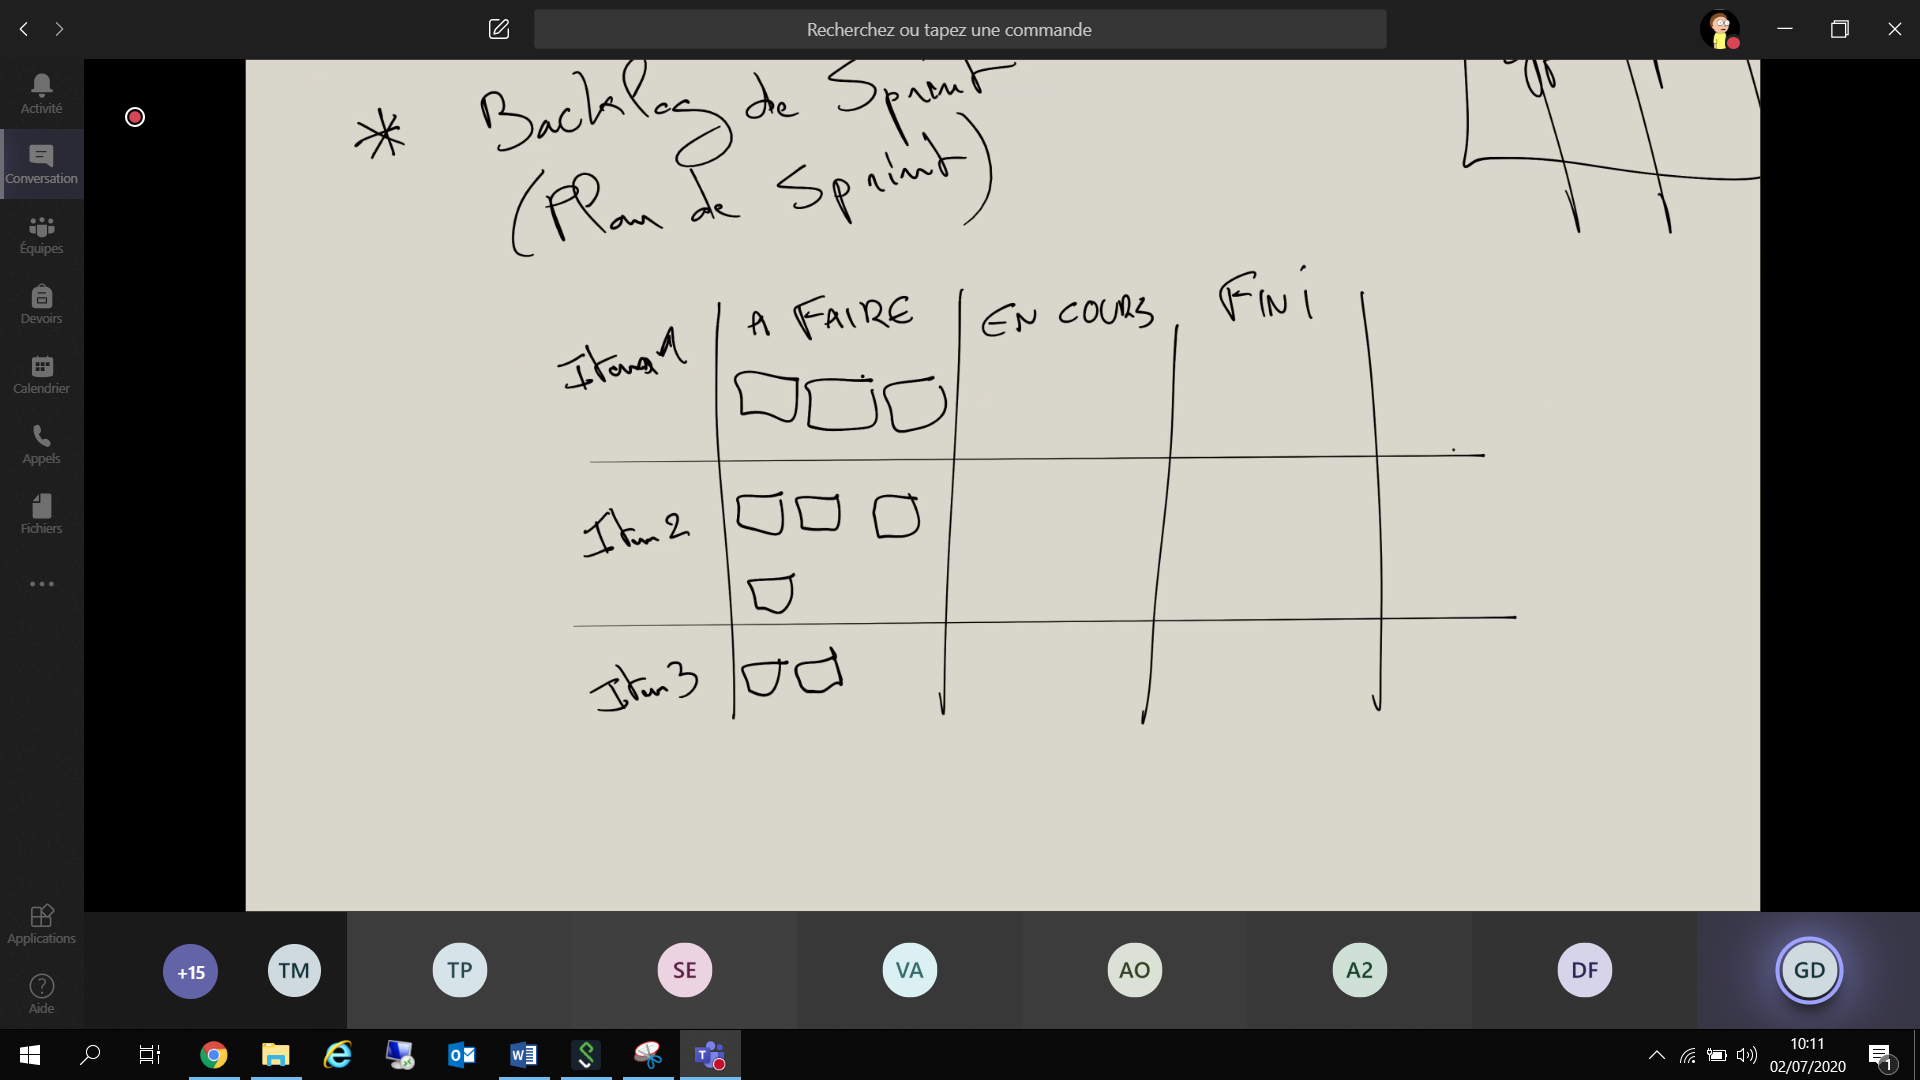 Recherchez ou tapez une commande
Activité
Conversation
Équipes
Devoirs
Calendrier
Appels
Fichiers
Applications
Aide
* Backlog de Sprint
(Plan de Sprint)
A FAIRE EN COURS FINI
Item 1
Item 2
Item 3
+15 TM TP SE VA AO A2 DF GD
10:11
02/07/2020
1